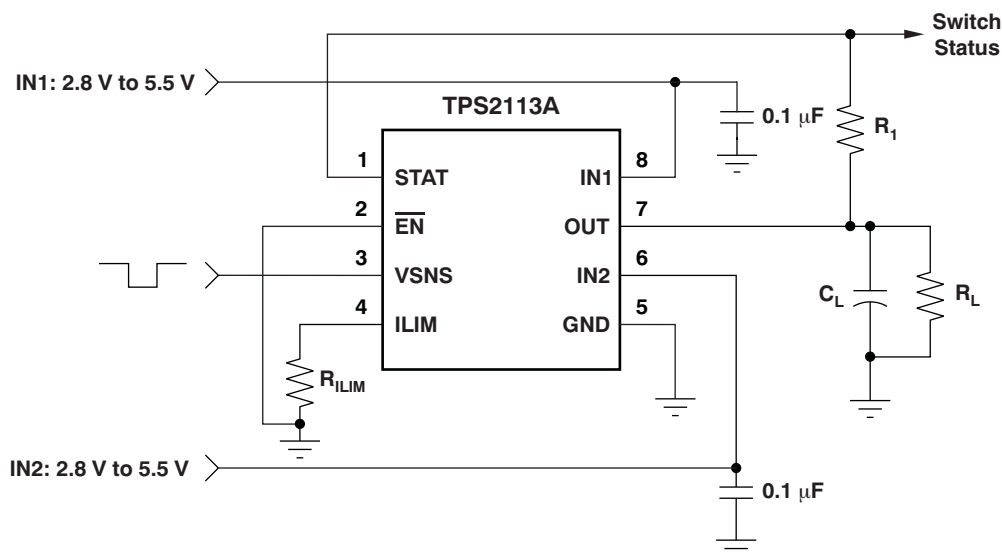 Switch
Status
IN1: 2.8 V to 5.5 V
TPS2113A
0.1 μF
R1
1
STAT
IN1
8
2
EN
OUT
7
3
VSNS
IN2
6
4
ILIM
GND
5
CL
RL
RILIM
IN2: 2.8 V to 5.5 V
0.1 μF